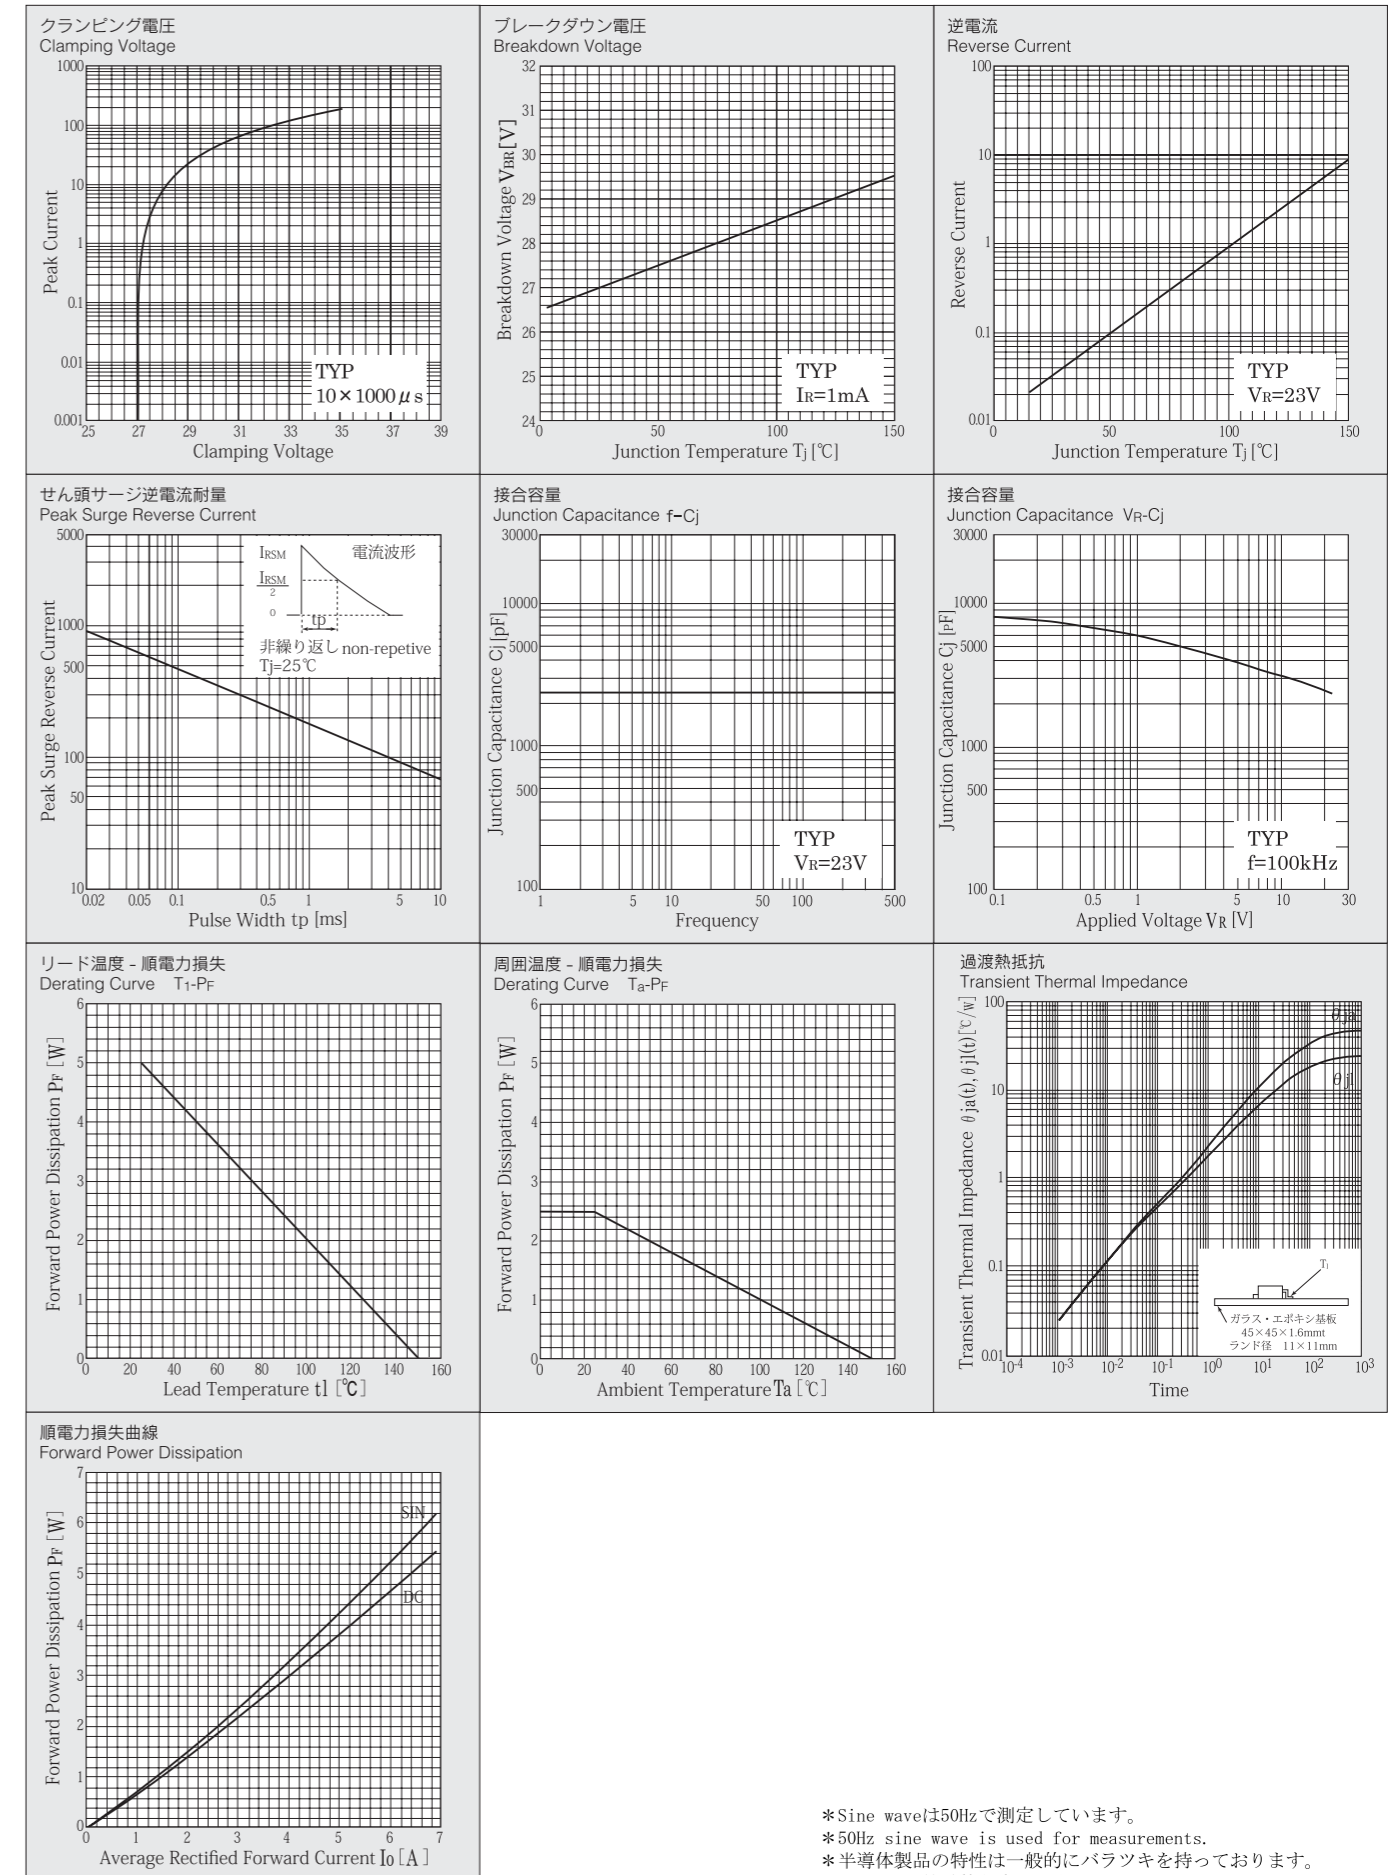 クランピング電圧
Clamping Voltage
1000
100
10
1
0.1
0.01
0.001
Peak Current
TYP
10×1000μs
25 27 29 31 33 35 37 39
Clamping Voltage
ブレークダウン電圧
Breakdown Voltage
32
31
30
29
28
27
26
25
24
Breakdown Voltage VBR[V]
TYP
IR=1mA
0 50 100 150
Junction Temperature Tj [℃]
逆電流
Reverse Current
100
10
1
0.1
0.01
Reverse Current
TYP
VR=23V
0 50 100 150
Junction Temperature Tj [℃]
せん頭サージ逆電流耐量
Peak Surge Reverse Current
5000
1000
500
100
50
10
Peak Surge Reverse Current
IRSM 電流波形
IRSM
2
0
tp
非繰り返し non-repetive
Tj=25℃
0.02 0.05 0.1 0.5 1 5 10
Pulse Width tp [ms]
接合容量
Junction Capacitance f-Cj
30000
10000
5000
1000
500
100
Junction Capacitance Cj [pF]
TYP
VR=23V
1 5 10 50 100 500
Frequency
接合容量
Junction Capacitance VR-Cj
30000
10000
5000
1000
500
100
Junction Capacitance Cj [pF]
TYP
f=100kHz
0.1 0.5 1 5 10 30
Applied Voltage VR [V]
リード温度 - 順電力損失
Derating Curve T1-PF
6
5
4
3
2
1
0
Forward Power Dissipation PF [W]
0 20 40 60 80 100 120 140 160
Lead Temperature tl [℃]
周囲温度 - 順電力損失
Derating Curve Ta-PF
6
5
4
3
2
1
0
Forward Power Dissipation PF [W]
0 20 40 60 80 100 120 140 160
Ambient Temperature Ta [℃]
過渡熱抵抗
Transient Thermal Impedance
100
10
1
0.1
0.01
Transient Thermal Impedance θja(t),θjl(t)[℃/W]
θja
θjl
Tl
ガラス・エポキシ基板
45×45×1.6mmt
ランド径 11×11mm
10-4 10-3 10-2 10-1 100 101 102 103
Time
順電力損失曲線
Forward Power Dissipation
7
6
5
4
3
2
1
0
Forward Power Dissipation PF [W]
SIN
DC
0 1 2 3 4 5 6 7
Average Rectified Forward Current Io [A]
*Sine waveは50Hzで測定しています。
*50Hz sine wave is used for measurements.
*半導体製品の特性は一般的にバラツキを持っております。